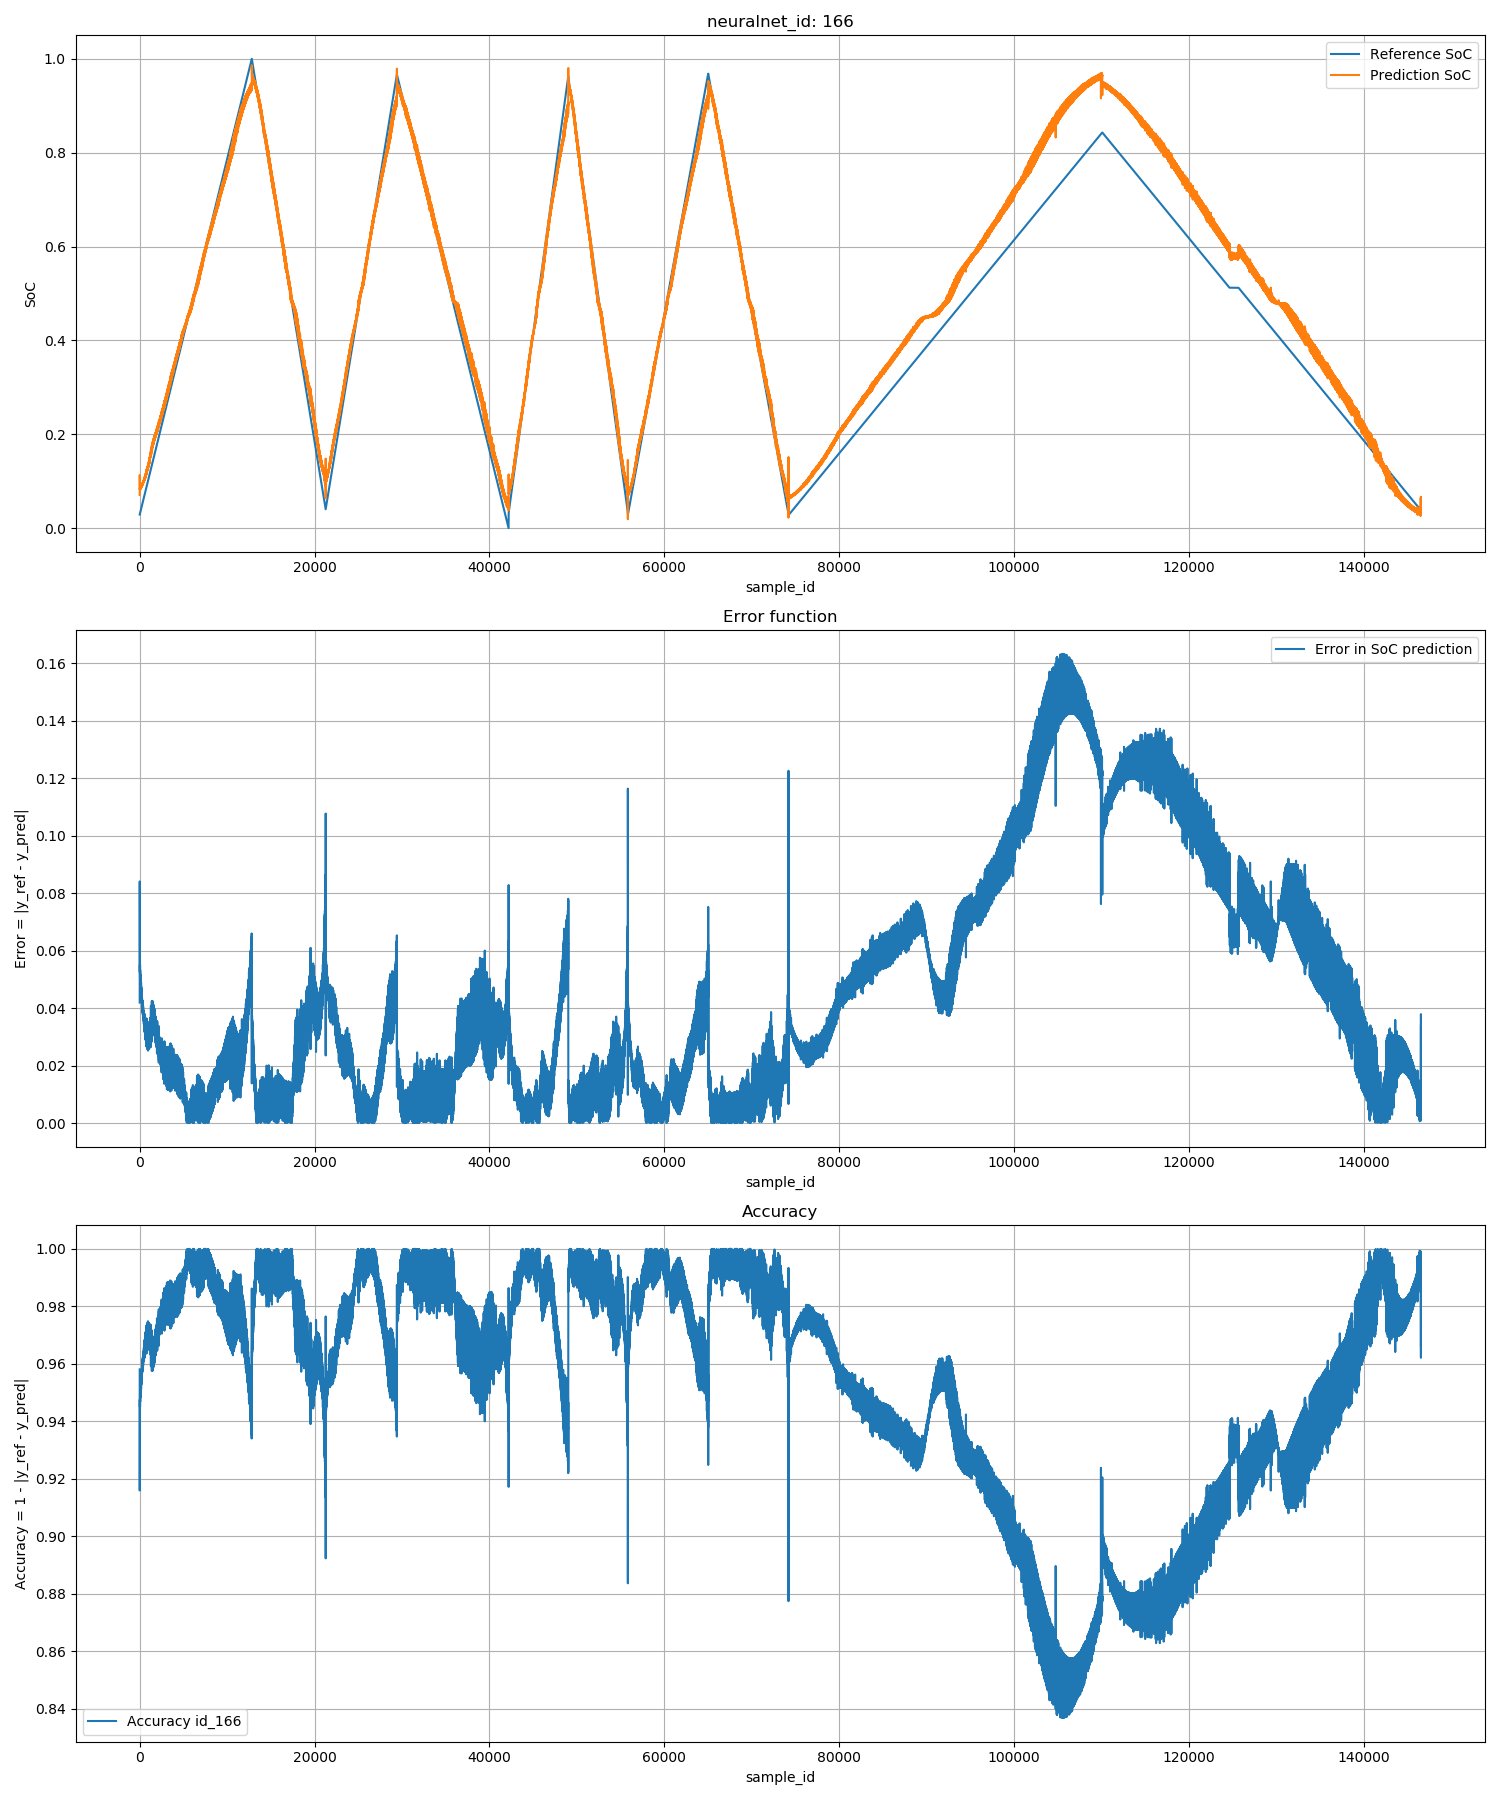 neuralnet_id: 166
Reference SoC
Prediction SoC
SoC
1.0
0.8
0.6
0.4
0.2
0.0
0 20000 40000 60000 80000 100000 120000 140000
sample_id
Error function
Error in SoC prediction
Error = |y_ref - y_pred|
0.16
0.14
0.12
0.10
0.08
0.06
0.04
0.02
0.00
0 20000 40000 60000 80000 100000 120000 140000
sample_id
Accuracy
Accuracy = 1 - |y_ref - y_pred|
1.00
0.98
0.96
0.94
0.92
0.90
0.88
0.86
0.84
Accuracy id_166
0 20000 40000 60000 80000 100000 120000 140000
sample_id